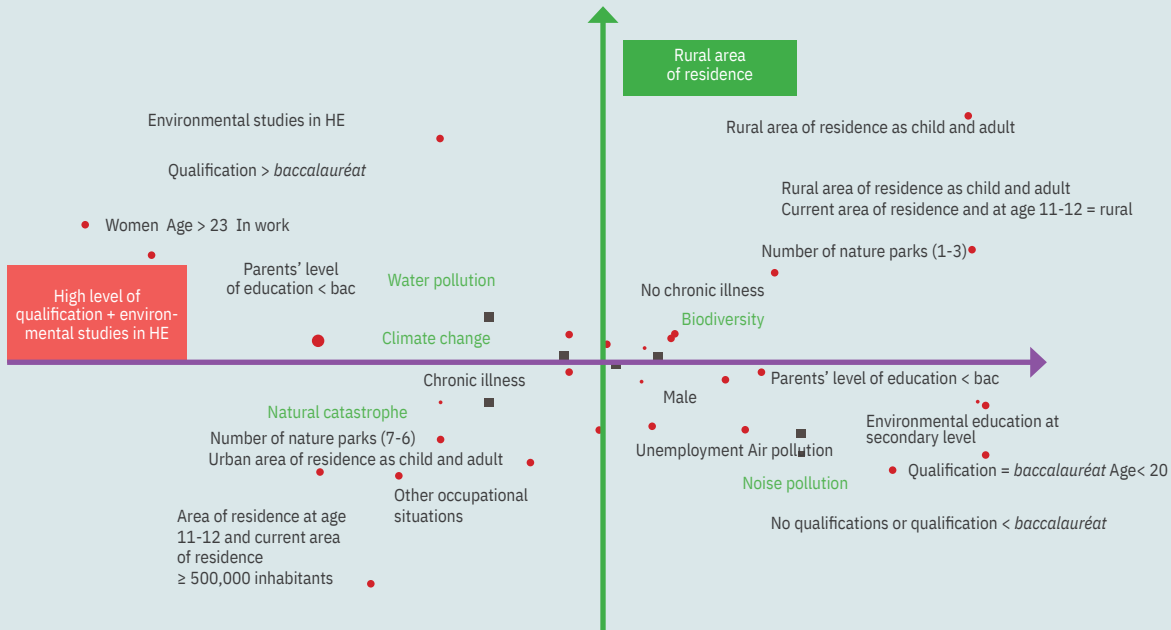 Rural area
of residence
Environmental studies in HE
Rural area of residence as child and adult
Qualification > baccalauréat
Rural area of residence as child and adult
Current area of residence and at age 11-12 = rural
Women Age > 23 In work
Number of nature parks (1-3)
Parents’ level
of education < bac
Water pollution
No chronic illness
High level of
qualification + environ-
mental studies in HE
Biodiversity
Climate change
Chronic illness
Parents’ level of education < bac
Male
Natural catastrophe
Environmental education at
secondary level
Number of nature parks (7-6)
Unemployment Air pollution
Urban area of residence as child and adult
Qualification = baccalauréat Age< 20
Noise pollution
Other occupational
situations
Area of residence at age
11-12 and current area
of residence
≥ 500,000 inhabitants
No qualifications or qualification < baccalauréat